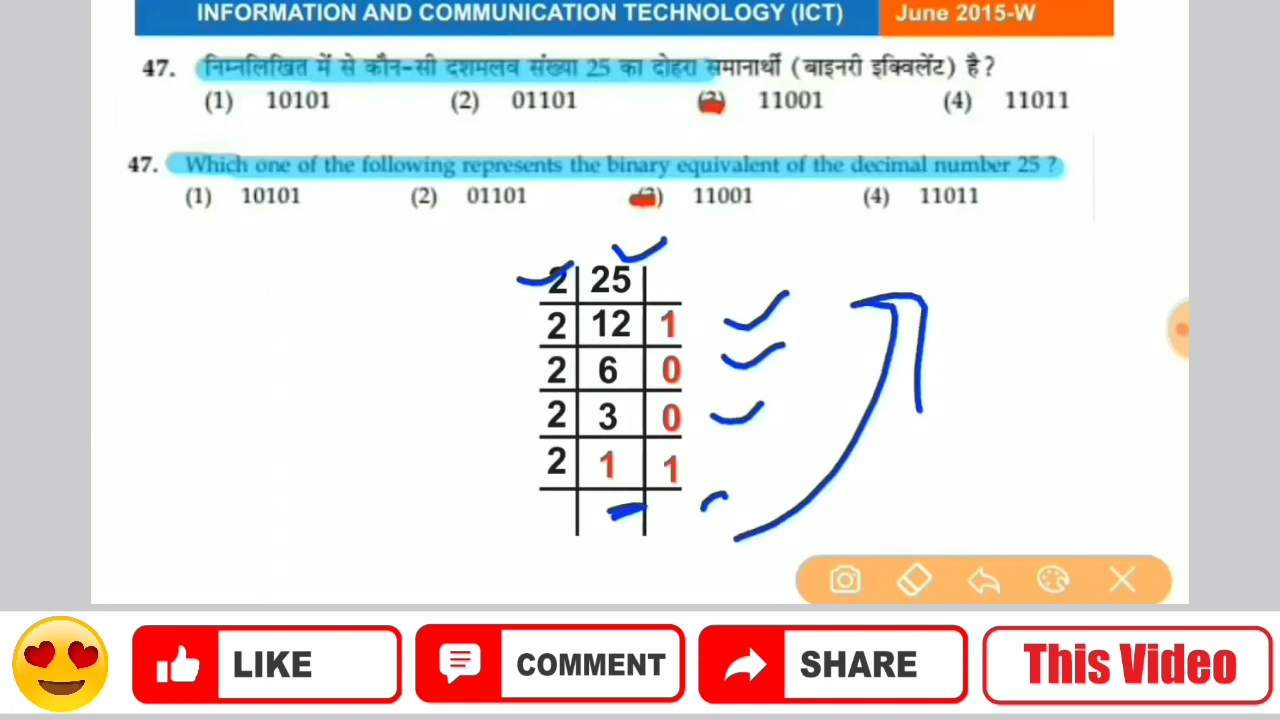 INFORMATION AND COMMUNICATION TECHNOLOGY (ICT) June 2015-W
47. निम्नलिखित में से कौन-सी दशमलव संख्या 25 का दोहरा समानार्थी (बाइनरी इक्विलेंट) है?
(1) 10101 (2) 01101 (3) 11001 (4) 11011
47. Which one of the following represents the binary equivalent of the decimal number 25 ?
(1) 10101 (2) 01101 (3) 11001 (4) 11011
2 25
2 12 1
2 6 0
2 3 0
2 1 1
LIKE COMMENT SHARE This Video